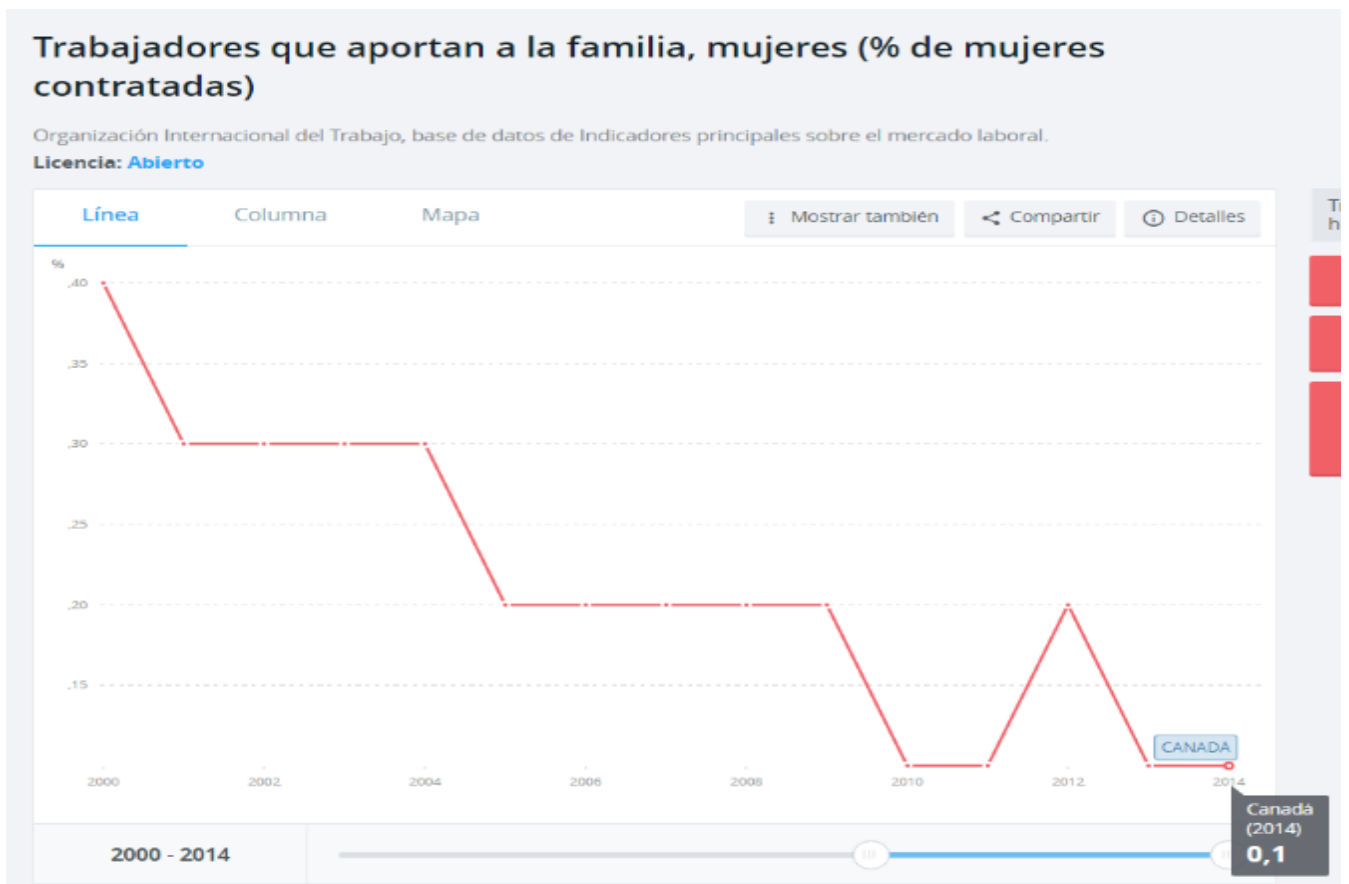 Trabajadores que aportan a la familia, mujeres (% de mujeres
contratadas)
Organización Internacional del Trabajo, base de datos de Indicadores principales sobre el mercado laboral.
Licencia: Abierto
Línea Columna Mapa Mostrar también Compartir Detalles
%
,40
,35
,30
,25
,20
,15
CANADA
2000 2002 2004 2006 2008 2010 2012 2014
Canadá
(2014)
0,1
2000 - 2014